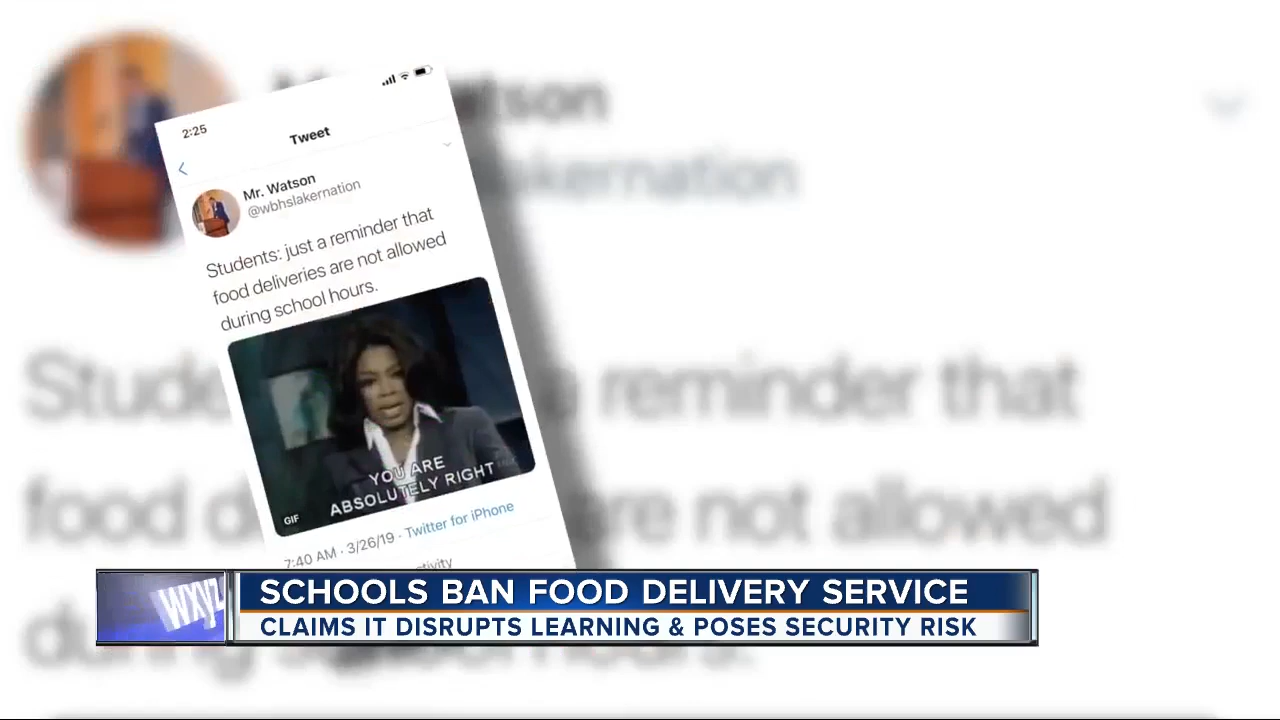 2:25
Tweet
Mr. Watson
@wbhslakernation
Students: just a reminder that
food deliveries are not allowed
during school hours.
YOU ARE
ABSOLUTELY RIGHT
GIF
7:40 AM · 3/26/19 · Twitter for iPhone
WXYZ
SCHOOLS BAN FOOD DELIVERY SERVICE
CLAIMS IT DISRUPTS LEARNING & POSES SECURITY RISK